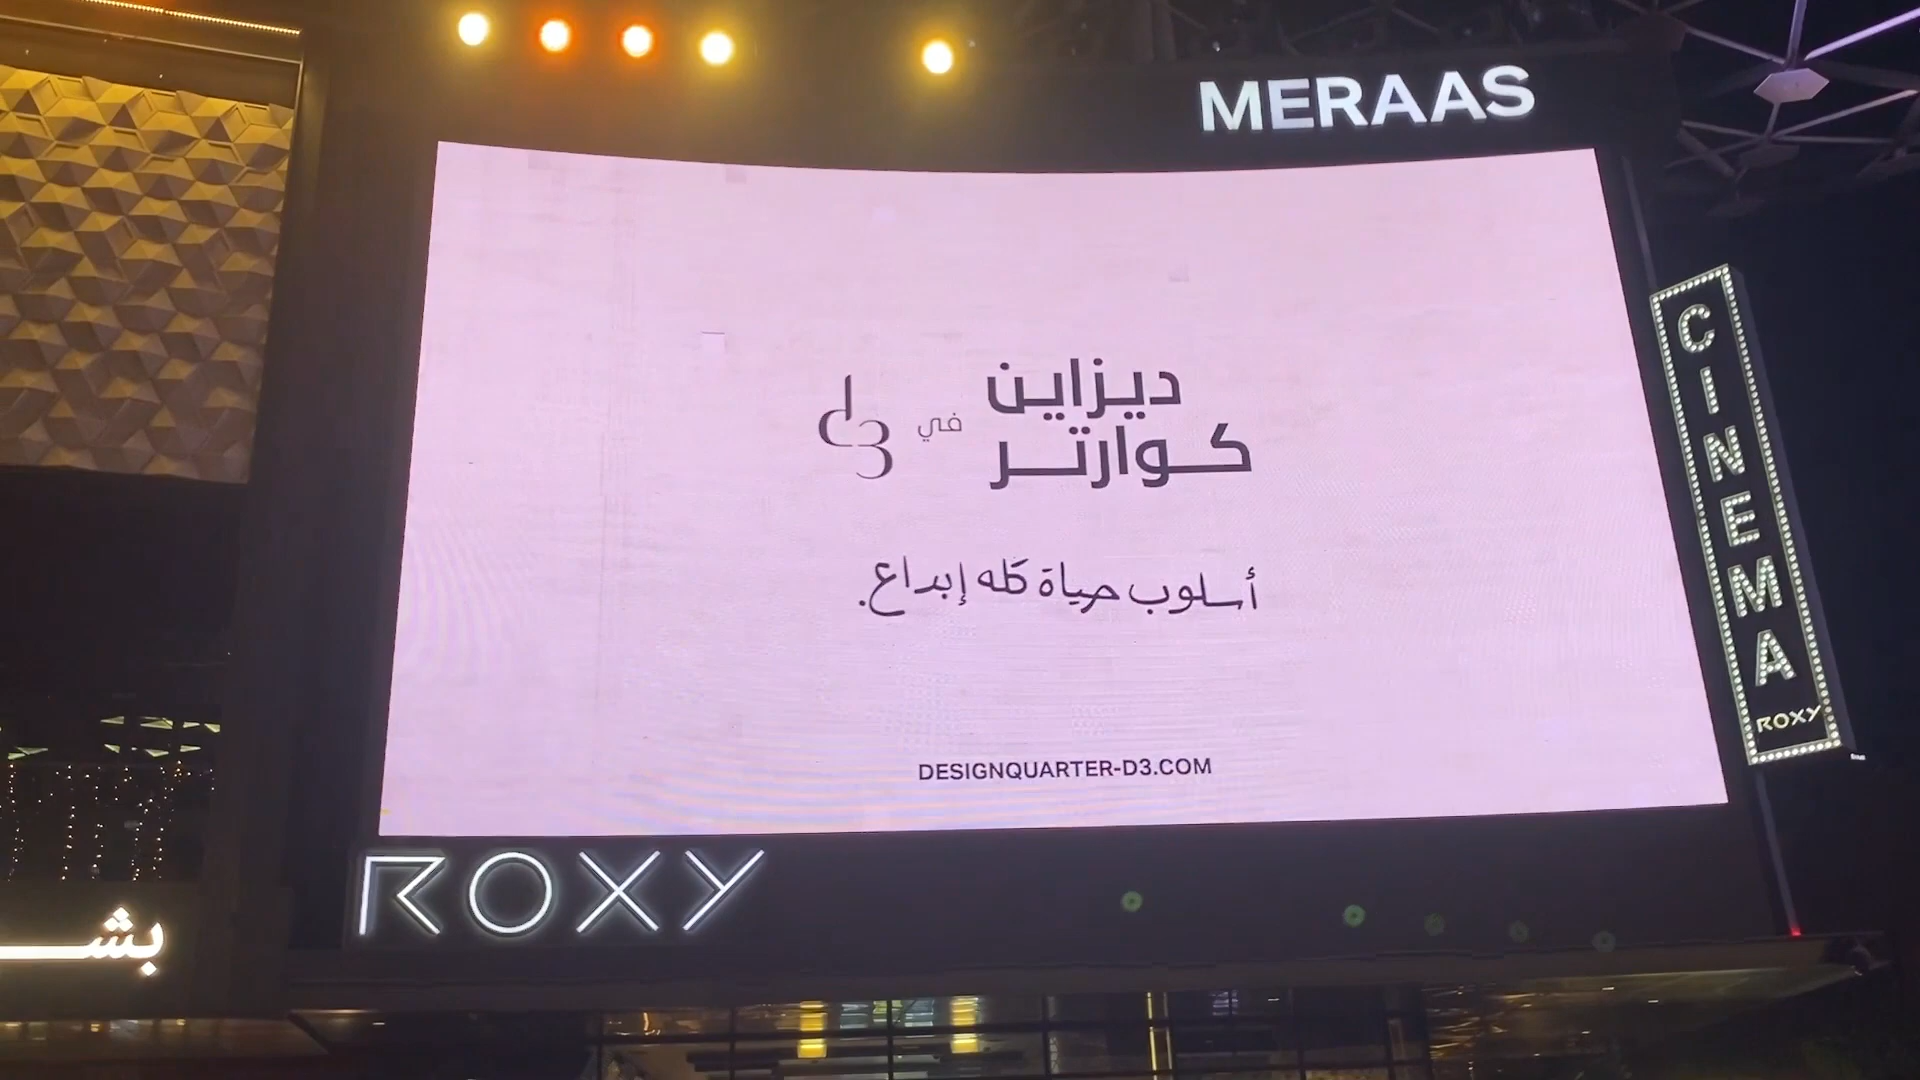 MERAAS
ديزاين
كوارتر
في
d3
أسلوب حياة كله إبداع.
DESIGNQUARTER-D3.COM
CINEMA
ROXY
ROXY